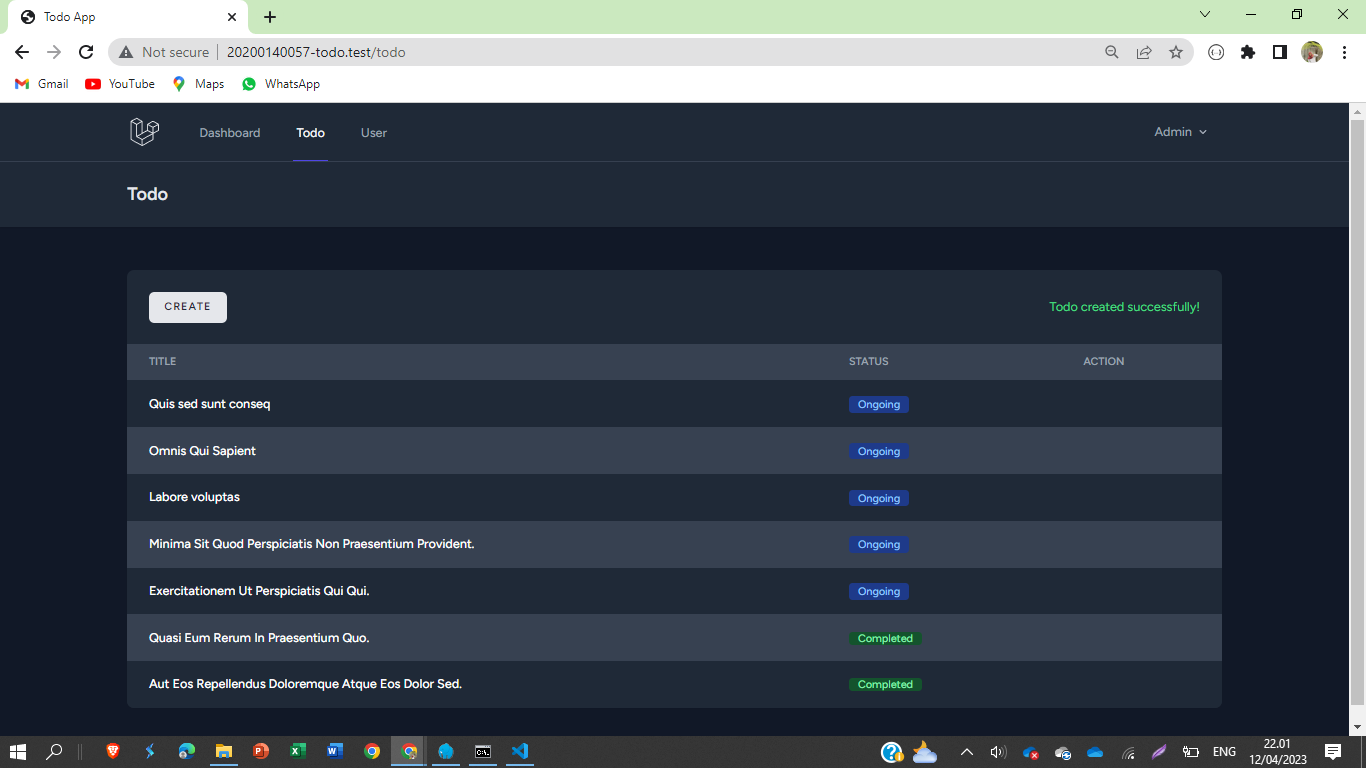 Todo App
Not secure
20200140057-todo.test/todo
Gmail
YouTube
Maps
WhatsApp
Dashboard
Todo
User
Admin
Todo
CREATE
Todo created successfully!
TITLE STATUS ACTION
Quis sed sunt conseq Ongoing
Omnis Qui Sapient Ongoing
Labore voluptas Ongoing
Minima Sit Quod Perspiciatis Non Praesentium Provident. Ongoing
Exercitationem Ut Perspiciatis Qui Qui. Ongoing
Quasi Eum Rerum In Praesentium Quo. Completed
Aut Eos Repellendus Doloremque Atque Eos Dolor Sed. Completed
ENG
22.01
12/04/2023